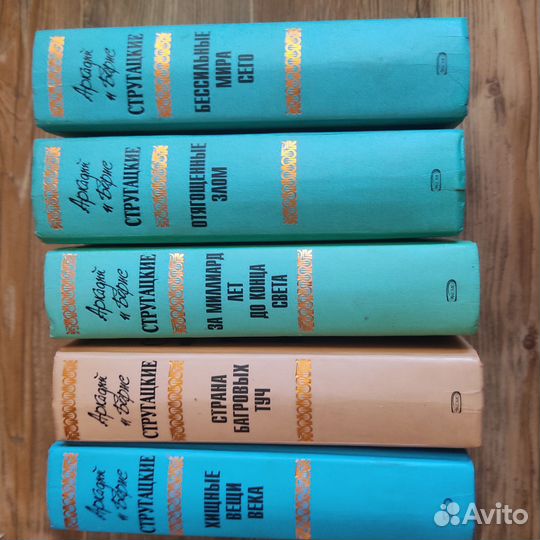 Аркадий
и Борис
СТРУГАЦКИЕ
БЕССИЛЬНЫЕ
МИРА
СЕГО
Аркадий
и Борис
СТРУГАЦКИЕ
ОТЯГОЩЕННЫЕ
ЗЛОМ
Аркадий
и Борис
СТРУГАЦКИЕ
ЗА МИЛЛИАРД
ЛЕТ
ДО КОНЦА
СВЕТА
Аркадий
и Борис
СТРУГАЦКИЕ
СТРАНА
БАГРОВЫХ
ТУЧ
Аркадий
и Борис
СТРУГАЦКИЕ
ХИЩНЫЕ
ВЕЩИ
ВЕКА
Avito